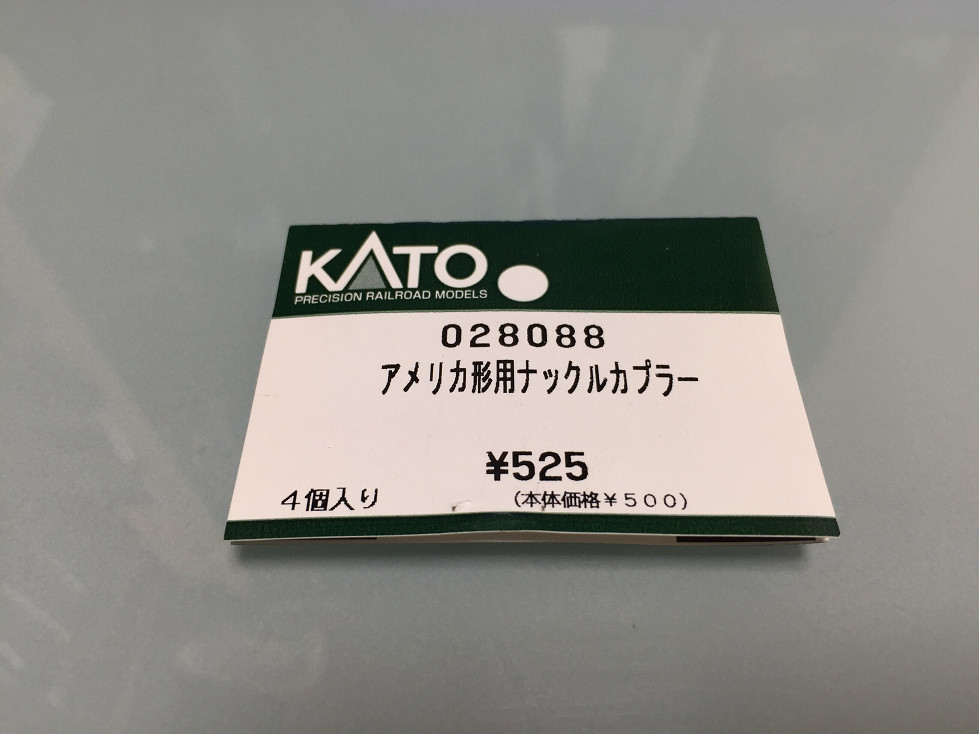 KATO
PRECISION RAILROAD MODELS
028088
アメリカ形用ナックルカプラー
¥525
4個入り
(本体価格¥500)